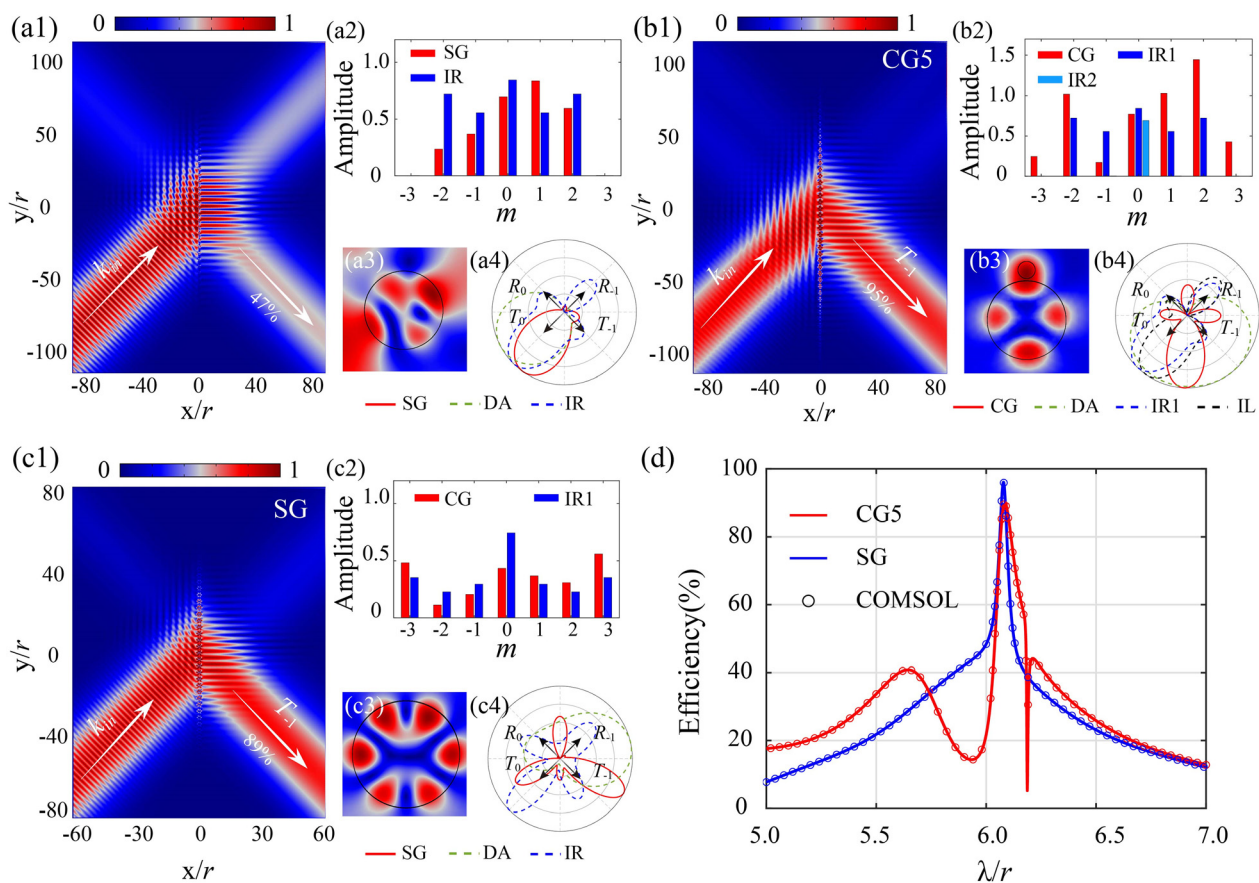 (a1)
0
1
100
50
0
-50
-100
y/r
-80
-40
0
40
80
x/r
k_in
47%
(a2)
SG
IR
1.0
0.5
0
Amplitude
-3
-2
-1
0
1
2
3
m
(a3)
(a4)
R_0
R_-1
T_0
T_-1
SG
DA
IR
(b1)
0
1
CG5
100
50
0
-50
-100
y/r
-80
-40
0
40
80
x/r
k_in
T_-1
95%
(b2)
CG
IR1
IR2
1.5
1.0
0.5
0
Amplitude
-3
-2
-1
0
1
2
3
m
(b3)
(b4)
R_0
R_-1
T_0
T_-1
CG
DA
IR1
IL
(c1)
0
1
SG
80
40
0
-40
-80
y/r
-60
-30
0
30
60
x/r
k_in
T_-1
89%
(c2)
CG
IR1
1.0
0.5
0
Amplitude
-3
-2
-1
0
1
2
3
m
(c3)
(c4)
R_0
R_-1
T_0
T_-1
SG
DA
IR
(d)
100
80
60
40
20
0
Efficiency(%)
CG5
SG
COMSOL
5.0
5.5
6.0
6.5
7.0
λ/r